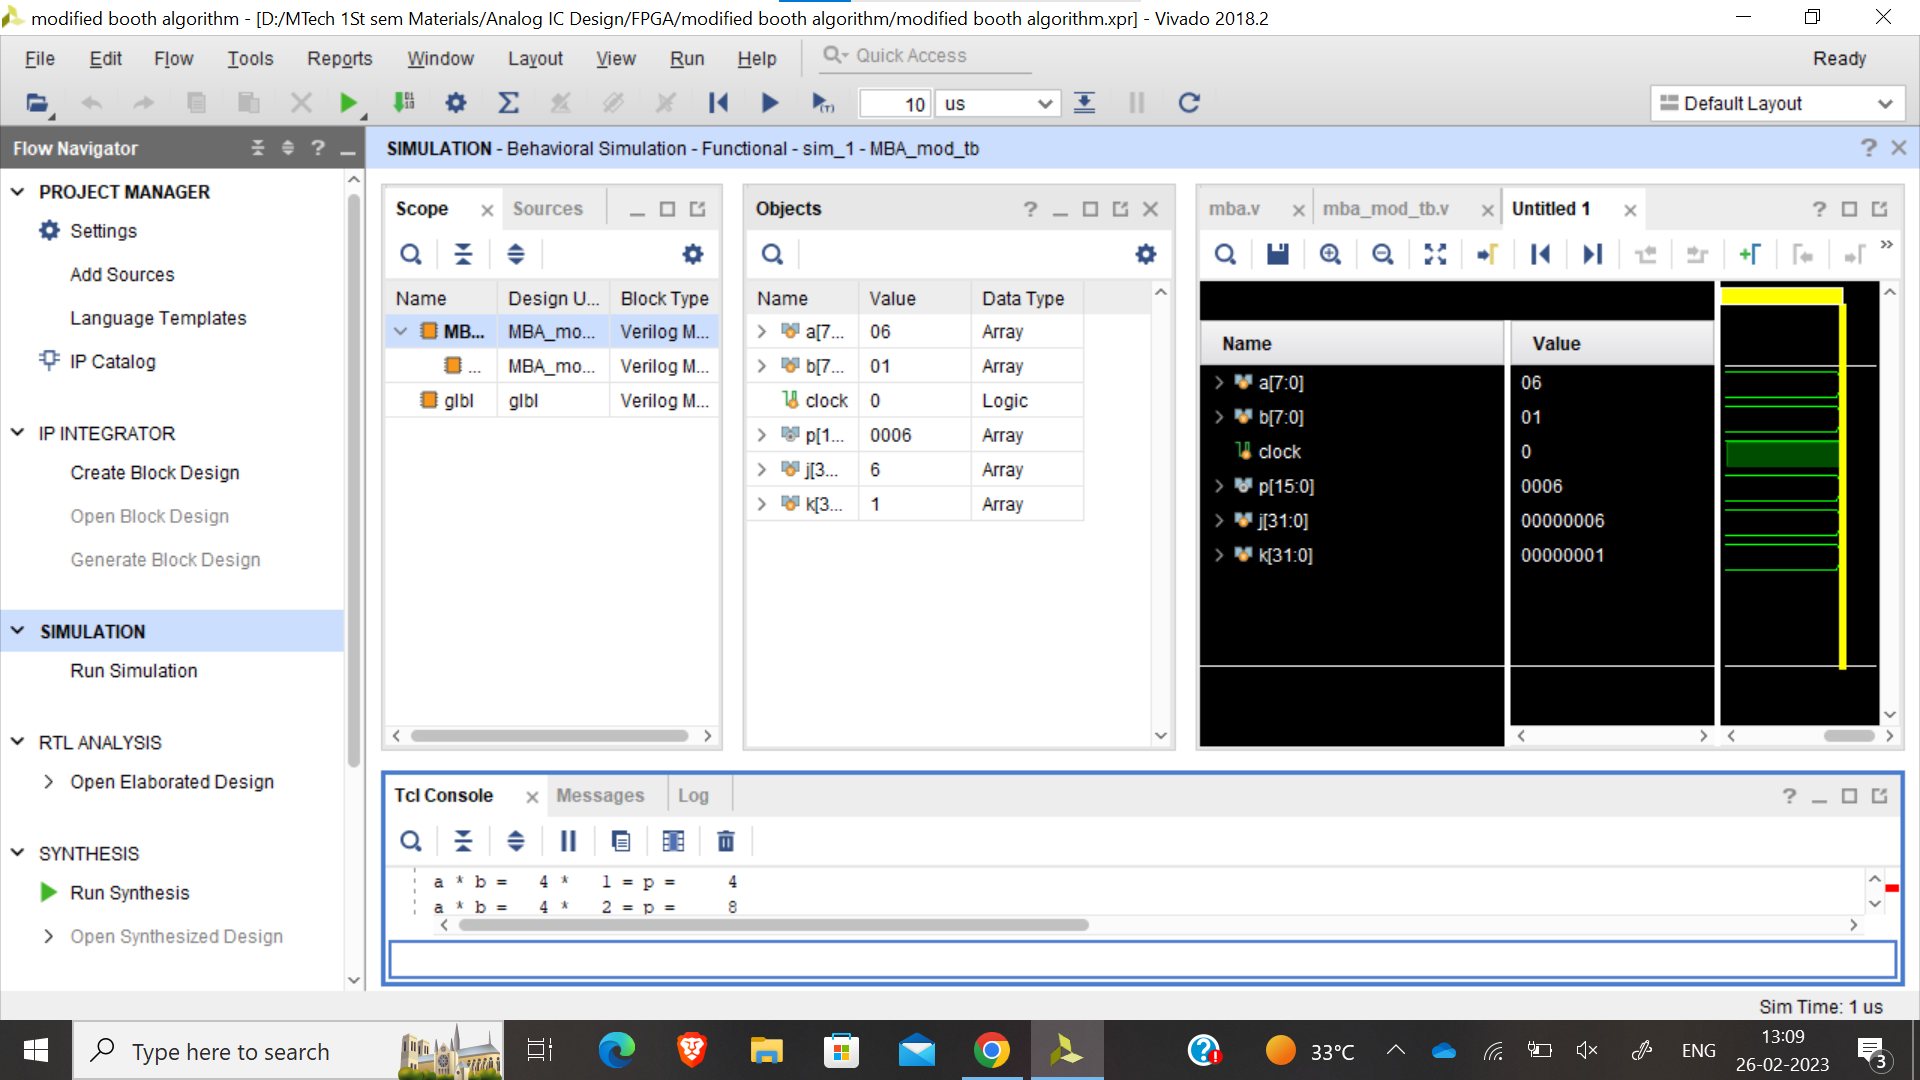 modified booth algorithm - [D:/MTech 1St sem Materials/Analog IC Design/FPGA/modified booth algorithm/modified booth algorithm.xpr] - Vivado 2018.2
File Edit Flow Tools Reports Window Layout View Run Help Quick Access Ready
10 us Default Layout
Flow Navigator
SIMULATION - Behavioral Simulation - Functional - sim_1 - MBA_mod_tb
PROJECT MANAGER
Settings
Add Sources
Language Templates
IP Catalog
IP INTEGRATOR
Create Block Design
Open Block Design
Generate Block Design
SIMULATION
Run Simulation
RTL ANALYSIS
Open Elaborated Design
SYNTHESIS
Run Synthesis
Open Synthesized Design
Scope Sources
Name Design U... Block Type
MB... MBA_mo... Verilog M...
... MBA_mo... Verilog M...
glbl glbl Verilog M...
Objects
Name Value Data Type
a[7... 06 Array
b[7... 01 Array
clock 0 Logic
p[1... 0006 Array
j[3... 6 Array
k[3... 1 Array
mba.v mba_mod_tb.v Untitled 1
Name Value
a[7:0] 06
b[7:0] 01
clock 0
p[15:0] 0006
j[31:0] 00000006
k[31:0] 00000001
Tcl Console Messages Log
a * b = 4 * 1 = p = 4
a * b = 4 * 2 = p = 8
Sim Time: 1 us
Type here to search
33°C
ENG
13:09
26-02-2023
3